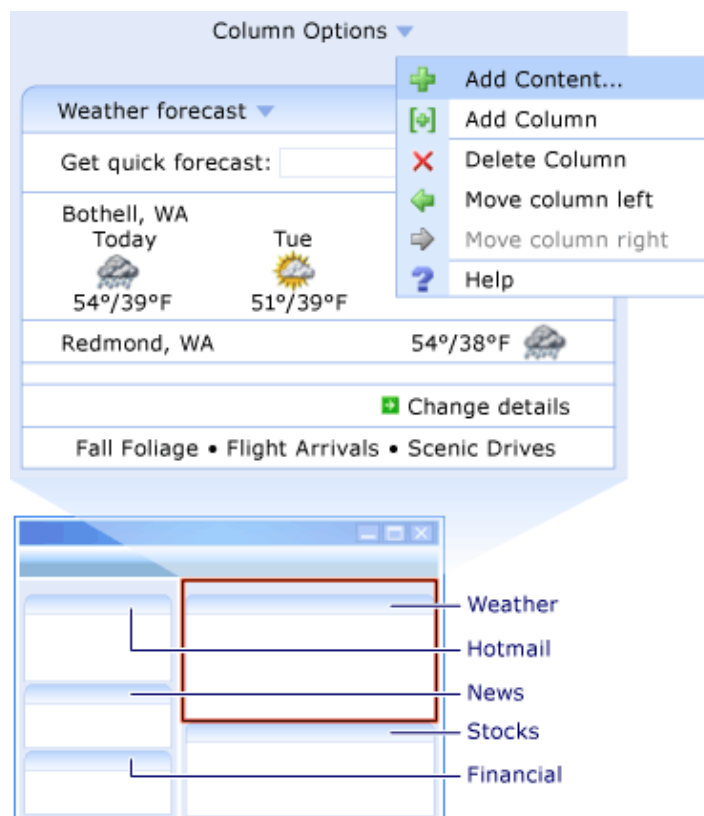 Column Options
Add Content...
Add Column
Delete Column
Move column left
Move column right
Help
Weather forecast
Get quick forecast:
Bothell, WA
Today Tue
54°/39°F 51°/39°F
Redmond, WA 54°/38°F
Change details
Fall Foliage • Flight Arrivals • Scenic Drives
Weather
Hotmail
News
Stocks
Financial